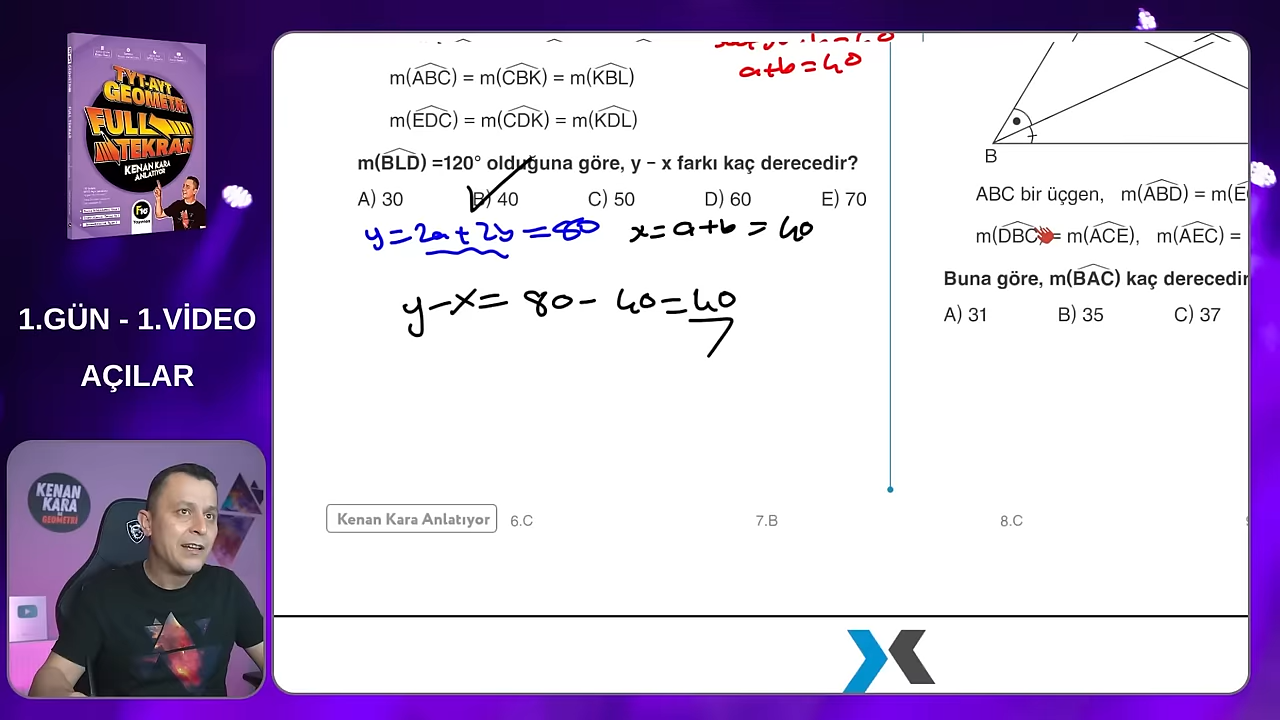 TYT-AYT
GEOMETRİ
FULL
TEKRAR
KENAN KARA
ANLATIYOR
1.GÜN - 1.VİDEO
AÇILAR
KENAN
KARA
GEOMETRİ
a+b=40
m(ABC) = m(CBK) = m(KBL)
m(EDC) = m(CDK) = m(KDL)
m(BLD) =120° olduğuna göre, y − x farkı kaç derecedir?
A) 30 B) 40 C) 50 D) 60 E) 70
y=2a+2y=80 x=a+b=40
y-x= 80-40=40
Kenan Kara Anlatıyor 6.C 7.B 8.C
B
ABC bir üçgen, m(ABD) = m(E
m(DBC) = m(ACE), m(AEC) =
Buna göre, m(BAC) kaç derecedir
A) 31 B) 35 C) 37